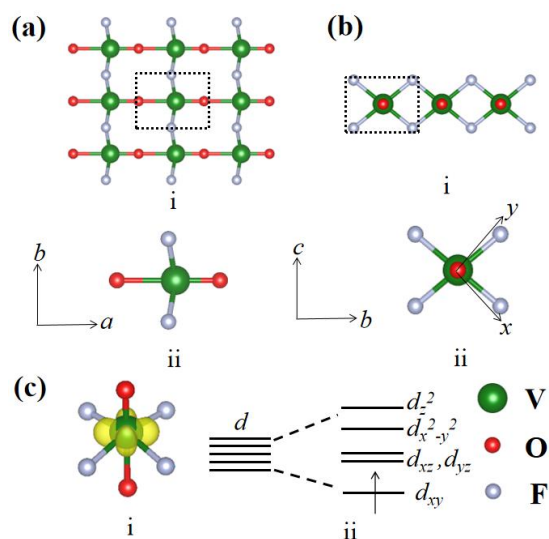 (a)
(b)
i
i
b
a
ii
c
b
y
x
ii
(c)
i
d
d_z^2
d_x^2-y^2
d_xz, d_yz
d_xy
ii
V
O
F